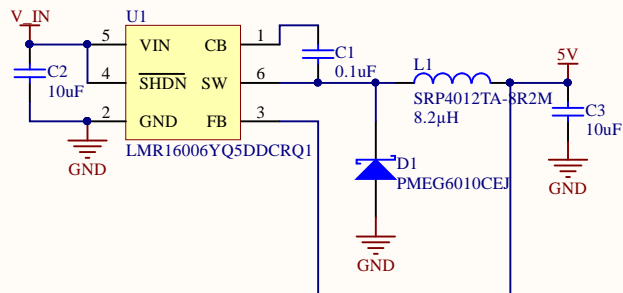 V_IN
U1
5 VIN CB 1
4 SHDN SW 6
2 GND FB 3
LMR16006YQ5DDCRQ1
C2
10uF
GND
C1
0.1uF
L1
SRP4012TA-8R2M
8.2µH
D1
PMEG6010CEJ
GND
5V
C3
10uF
GND